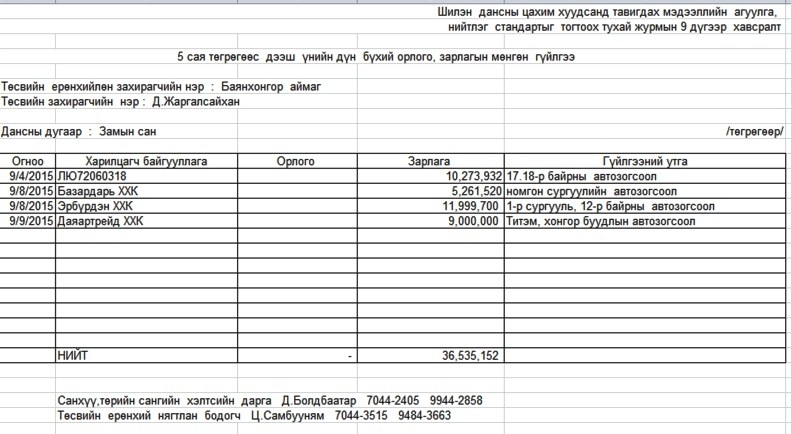 Шилэн дансны цахим хуудсанд тавигдах мэдээллийн агуулга,
нийтлэг стандартыг тогтоох тухай журмын 9 дүгээр хавсралт
5 сая төгрөгөөс дээш үнийн дүн бүхий орлого, зарлагын мөнгөн гүйлгээ
Төсвийн ерөнхийлөн захирагчийн нэр : Баянхонгор аймаг
Төсвийн захирагчийн нэр : Д.Жаргалсайхан
Дансны дугаар : Замын сан /төгрөгөөр/
Огноо Харилцагч байгууллага Орлого Зарлага Гүйлгээний утга
9/4/2015 ЛЮ72060318 10,273,932 17.18-р байрны автозогсоол
9/8/2015 Базардарь ХХК 5,261,520 номгон сургуулийн автозогсоол
9/8/2015 Эрбүрдэн ХХК 11,999,700 1-р сургууль, 12-р байрны автозогсоол
9/9/2015 Даяартрейд ХХК 9,000,000 Титэм, хонгор буудлын автозогсоол
НИЙТ - 36,535,152
Санхүү,төрийн сангийн хэлтсийн дарга Д.Болдбаатар 7044-2405 9944-2858
Төсвийн ерөнхий нягтлан бодогч Ц.Самбууням 7044-3515 9484-3663